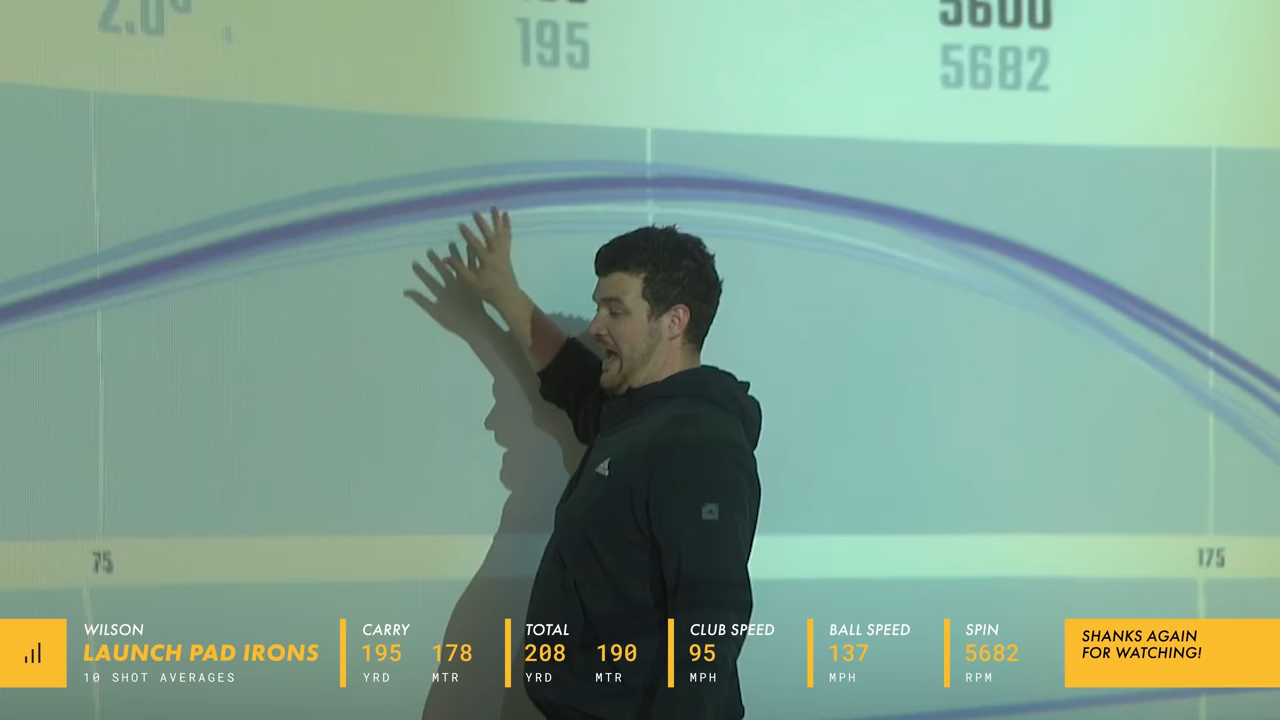 2.0°
195
5600
5682
75
175
WILSON
LAUNCH PAD IRONS
10 SHOT AVERAGES
CARRY
195 178
YRD MTR
TOTAL
208 190
YRD MTR
CLUB SPEED
95
MPH
BALL SPEED
137
MPH
SPIN
5682
RPM
SHANKS AGAIN
FOR WATCHING!